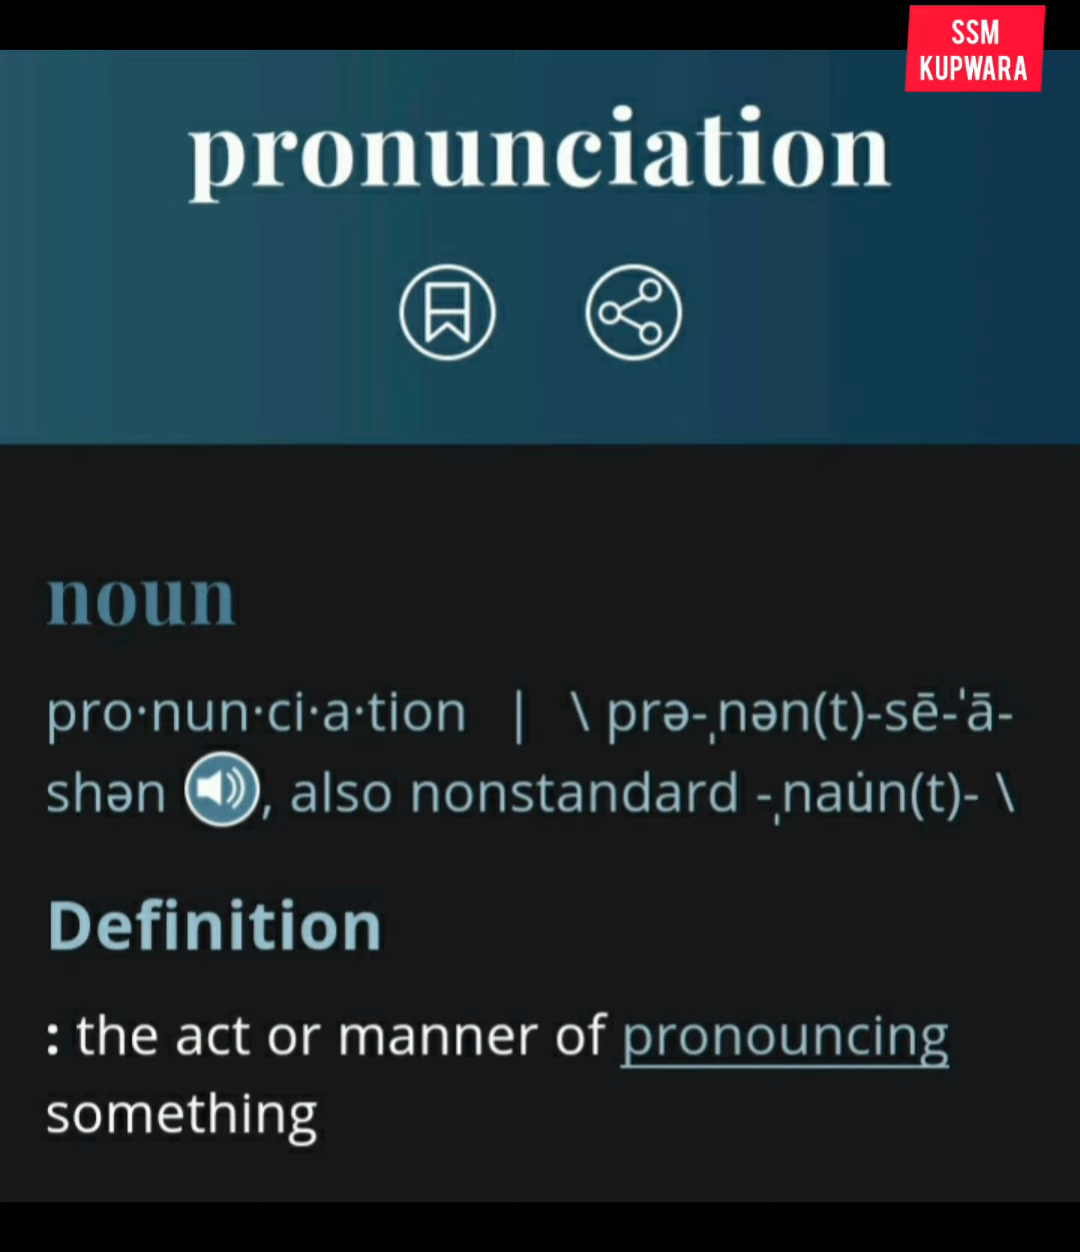 SSM
KUPWARA
pronunciation
noun
pro·nun·ci·a·tion | \ prə-ˌnən(t)-sē-ˈā-
shən , also nonstandard -ˌnau̇n(t)- \
Definition
: the act or manner of pronouncing
something